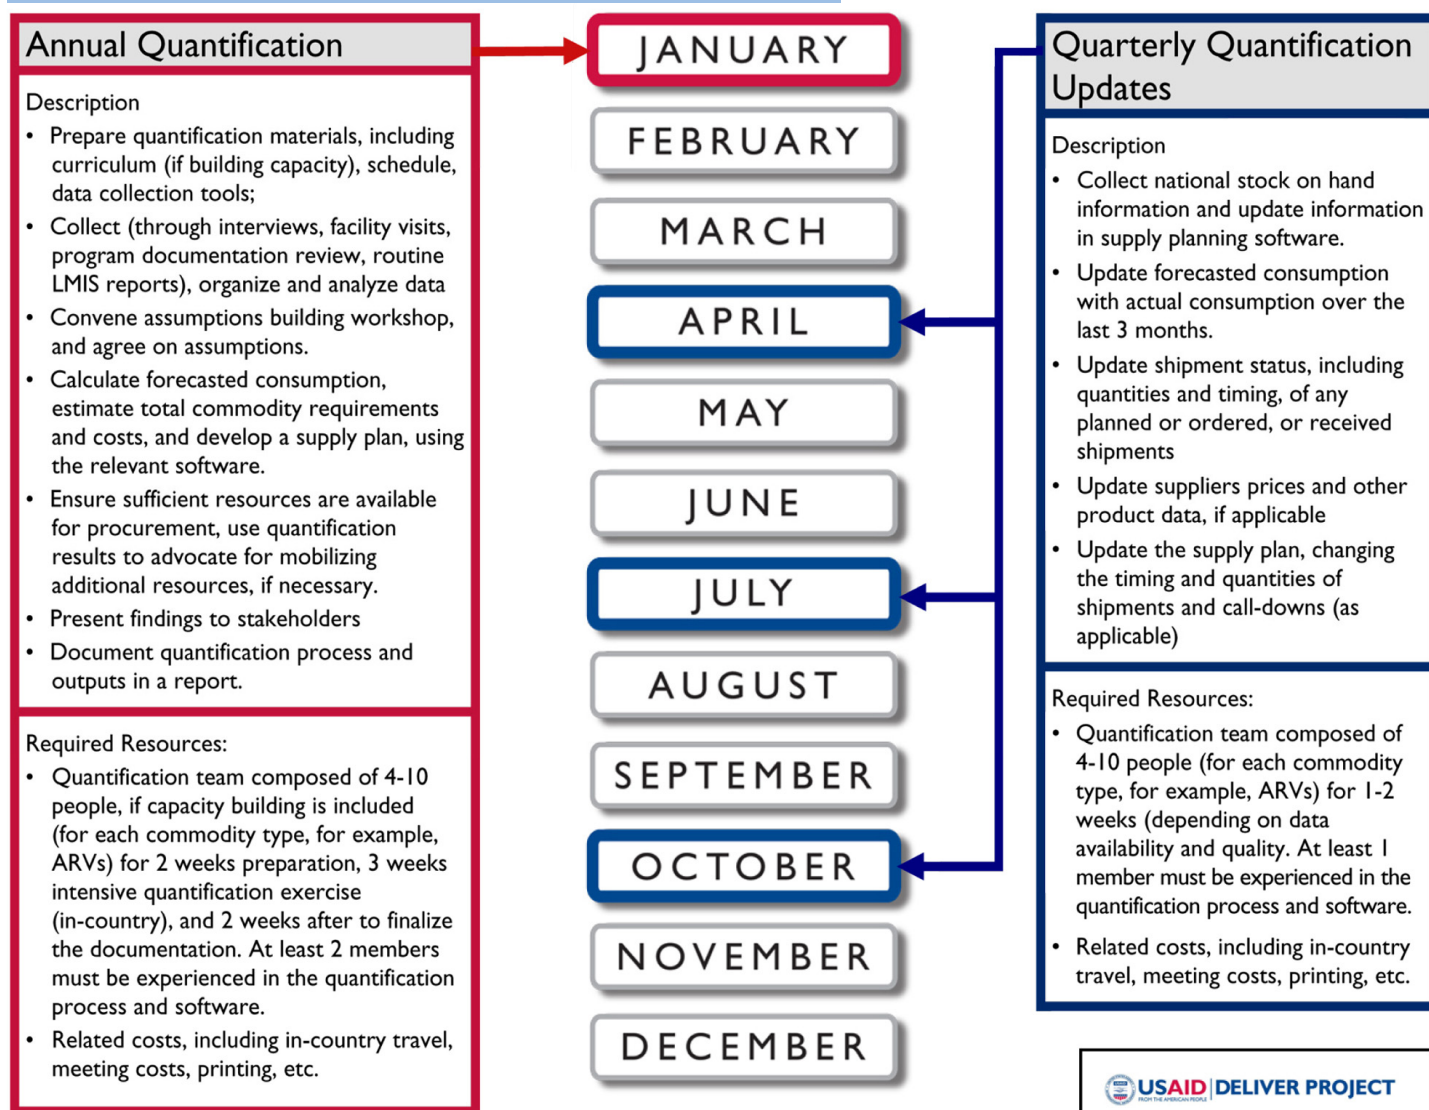 Annual Quantification
Description
• Prepare quantification materials, including
curriculum (if building capacity), schedule,
data collection tools;
• Collect (through interviews, facility visits,
program documentation review, routine
LMIS reports), organize and analyze data
• Convene assumptions building workshop,
and agree on assumptions.
• Calculate forecasted consumption,
estimate total commodity requirements
and costs, and develop a supply plan, using
the relevant software.
• Ensure sufficient resources are available
for procurement, use quantification
results to advocate for mobilizing
additional resources, if necessary.
• Present findings to stakeholders
• Document quantification process and
outputs in a report.
Required Resources:
• Quantification team composed of 4-10
people, if capacity building is included
(for each commodity type, for example,
ARVs) for 2 weeks preparation, 3 weeks
intensive quantification exercise
(in-country), and 2 weeks after to finalize
the documentation. At least 2 members
must be experienced in the quantification
process and software.
• Related costs, including in-country travel,
meeting costs, printing, etc.
JANUARY
FEBRUARY
MARCH
APRIL
MAY
JUNE
JULY
AUGUST
SEPTEMBER
OCTOBER
NOVEMBER
DECEMBER
Quarterly Quantification
Updates
Description
• Collect national stock on hand
information and update information
in supply planning software.
• Update forecasted consumption
with actual consumption over the
last 3 months.
• Update shipment status, including
quantities and timing, of any
planned or ordered, or received
shipments
• Update suppliers prices and other
product data, if applicable
• Update the supply plan, changing
the timing and quantities of
shipments and call-downs (as
applicable)
Required Resources:
• Quantification team composed of
4-10 people (for each commodity
type, for example, ARVs) for 1-2
weeks (depending on data
availability and quality. At least 1
member must be experienced in the
quantification process and software.
• Related costs, including in-country
travel, meeting costs, printing, etc.
USAID | DELIVER PROJECT
FROM THE AMERICAN PEOPLE